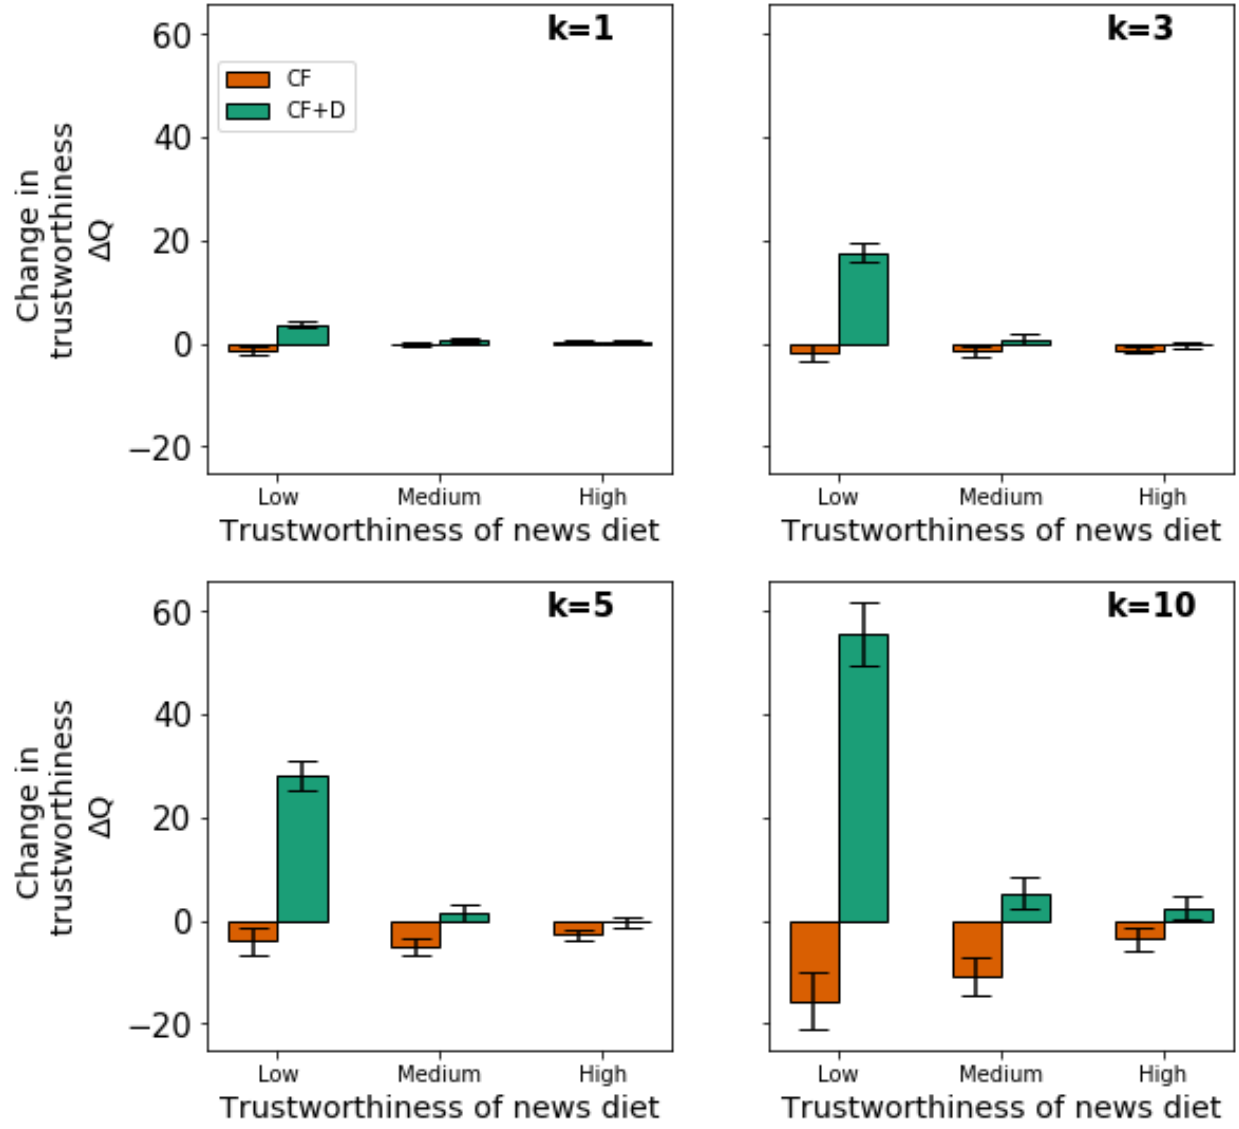 k=1
60
40
20
0
−20
CF
CF+D
Change in
trustworthiness
ΔQ
Low Medium High
Trustworthiness of news diet
k=3
Low Medium High
Trustworthiness of news diet
k=5
60
40
20
0
−20
Change in
trustworthiness
ΔQ
Low Medium High
Trustworthiness of news diet
k=10
Low Medium High
Trustworthiness of news diet